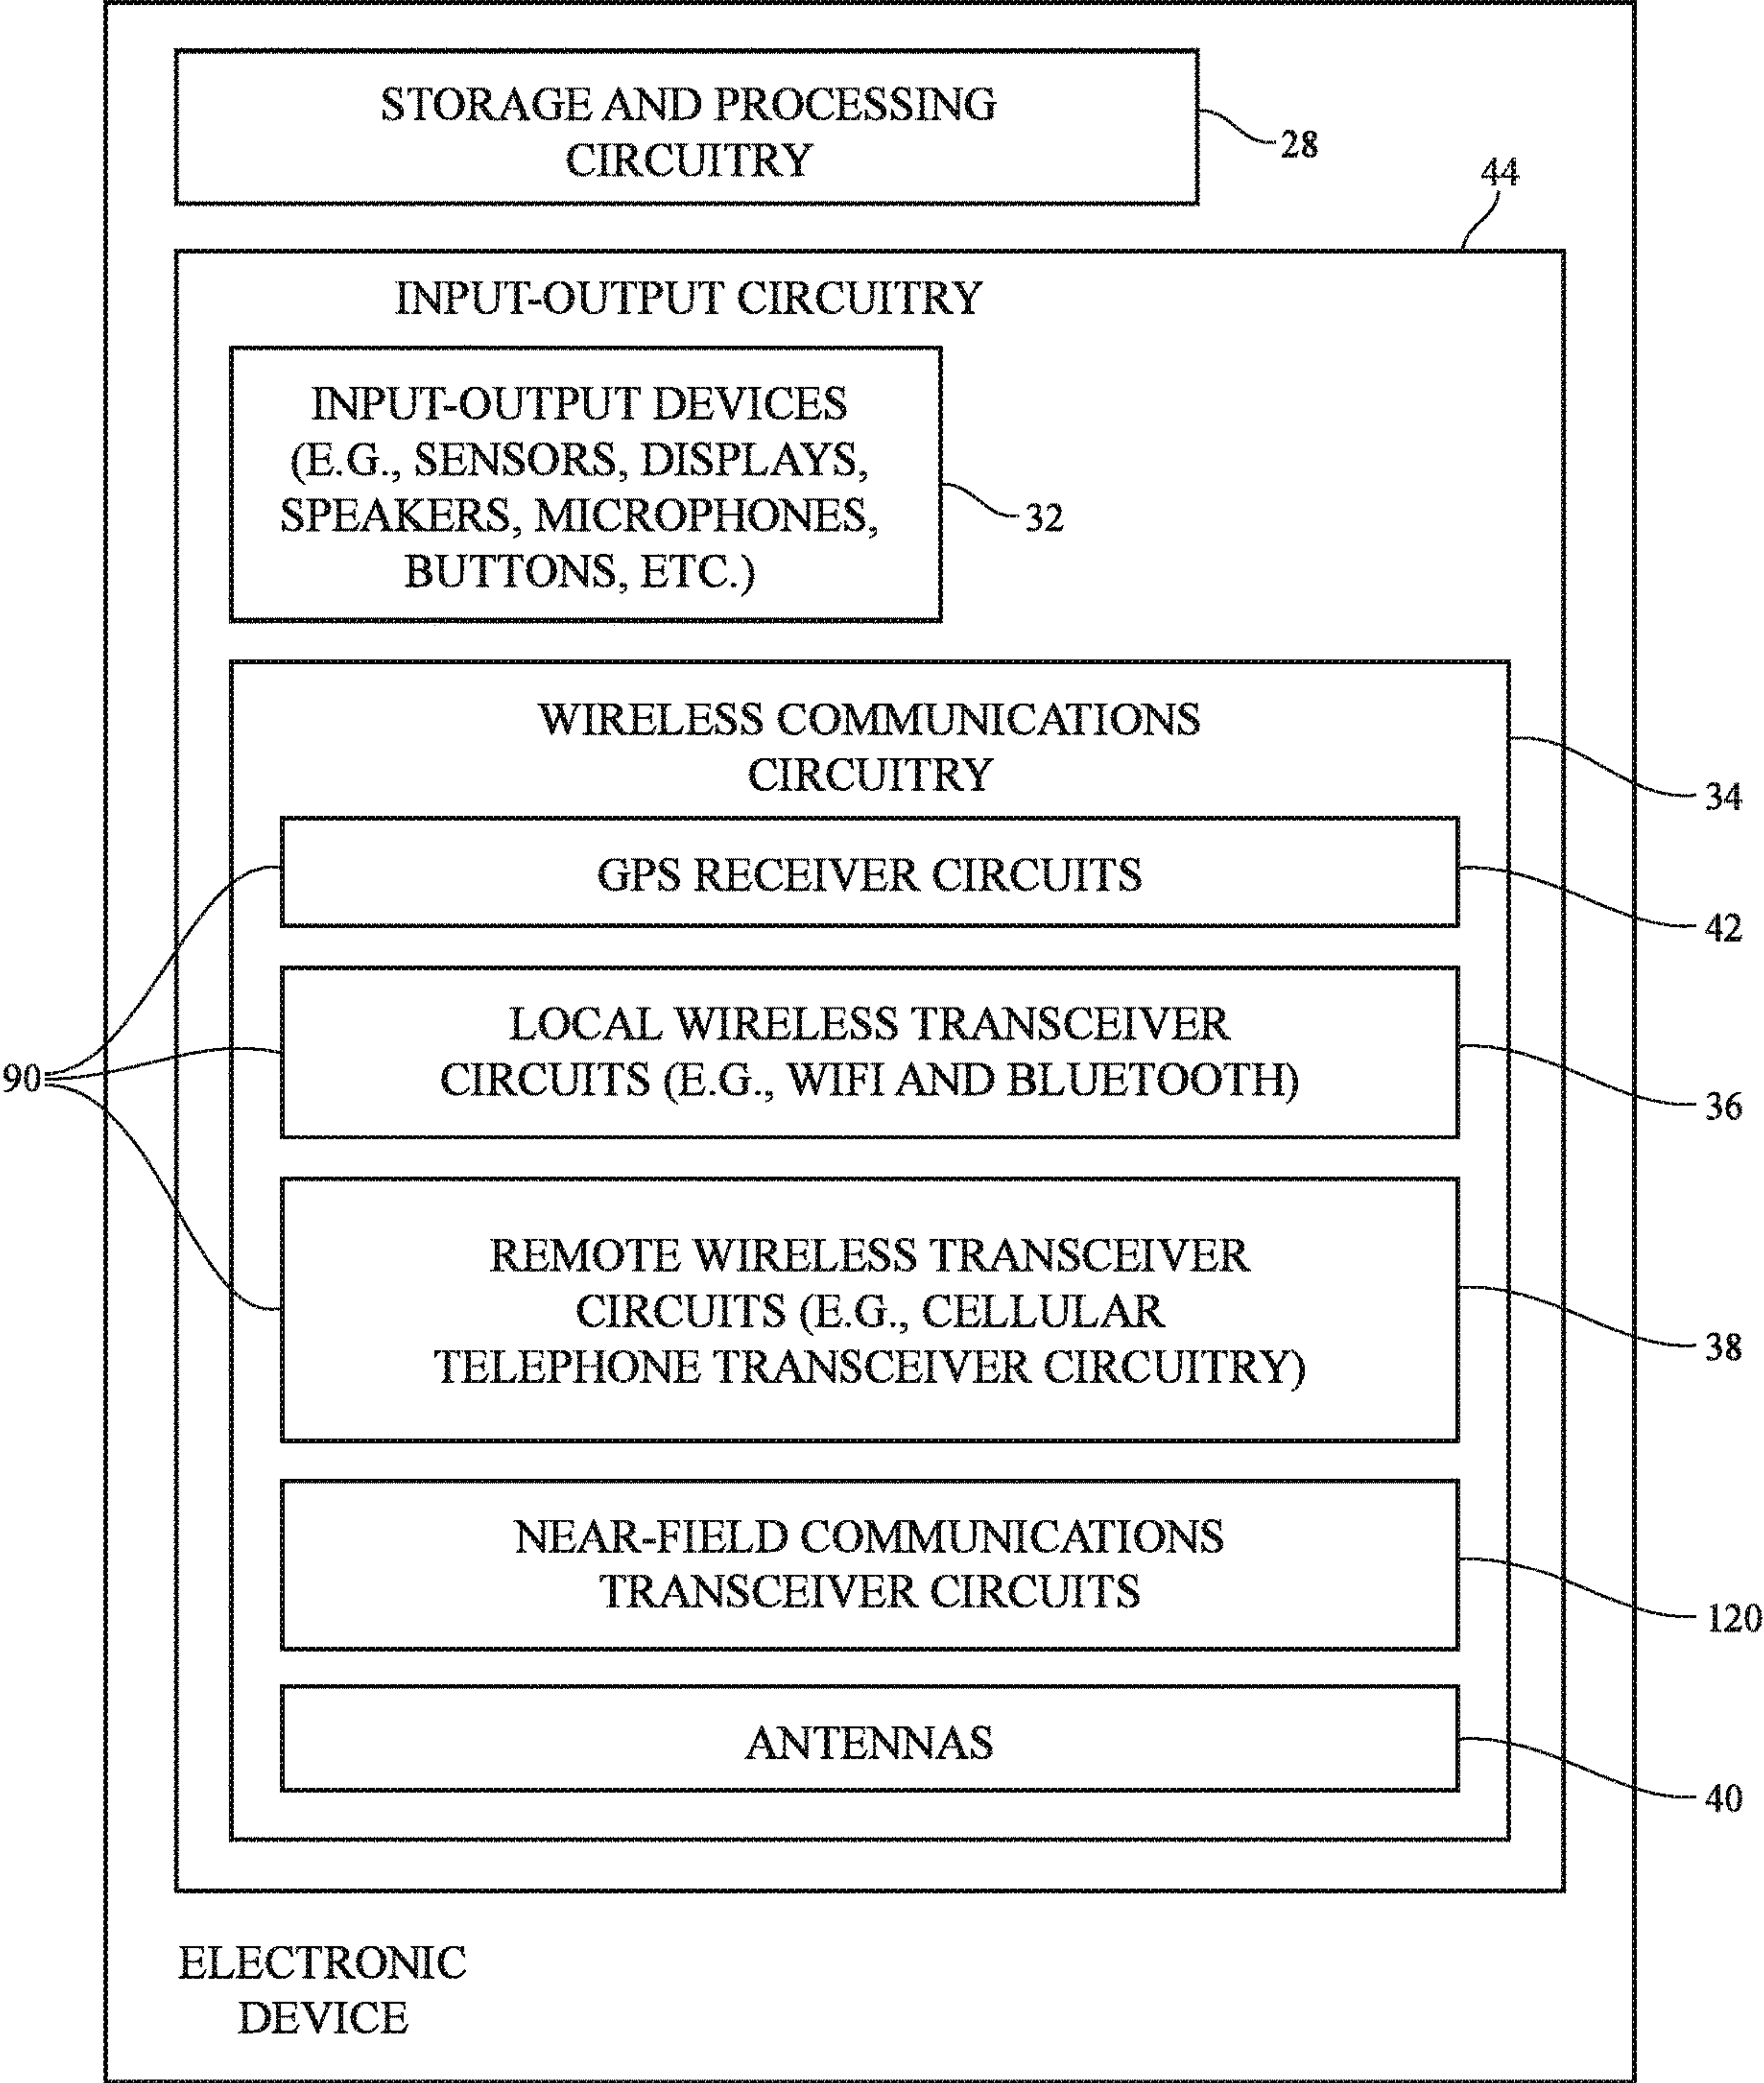 STORAGE AND PROCESSING
CIRCUITRY
28
44
INPUT-OUTPUT CIRCUITRY
INPUT-OUTPUT DEVICES
(E.G., SENSORS, DISPLAYS,
SPEAKERS, MICROPHONES,
BUTTONS, ETC.)
32
WIRELESS COMMUNICATIONS
CIRCUITRY
34
GPS RECEIVER CIRCUITS
42
LOCAL WIRELESS TRANSCEIVER
CIRCUITS (E.G., WIFI AND BLUETOOTH)
90
36
REMOTE WIRELESS TRANSCEIVER
CIRCUITS (E.G., CELLULAR
TELEPHONE TRANSCEIVER CIRCUITRY)
38
NEAR-FIELD COMMUNICATIONS
TRANSCEIVER CIRCUITS
120
ANTENNAS
40
ELECTRONIC
DEVICE